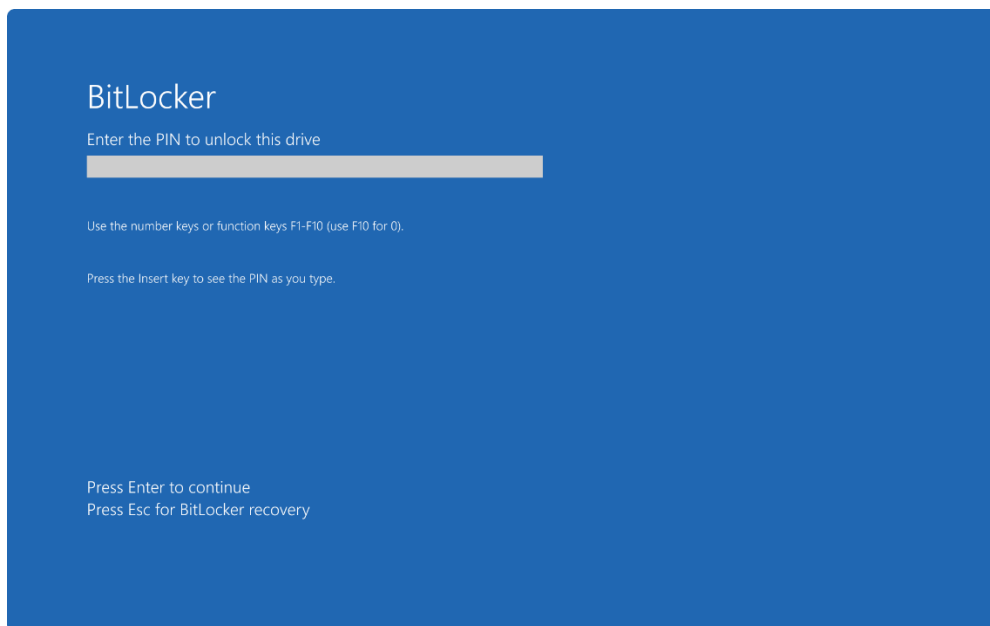 BitLocker
Enter the PIN to unlock this drive
Use the number keys or function keys F1-F10 (use F10 for 0).
Press the Insert key to see the PIN as you type.
Press Enter to continue
Press Esc for BitLocker recovery